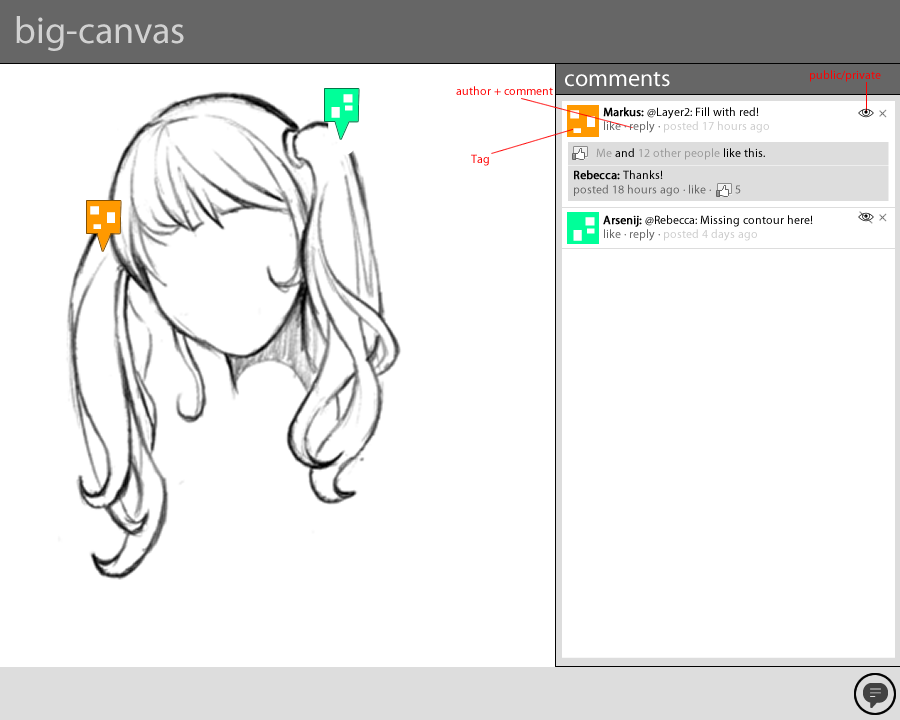 big-canvas
comments
public/private
author + comment
Tag
Markus: @Layer2: Fill with red!
like · reply · posted 17 hours ago
Me and 12 other people like this.
Rebecca: Thanks!
posted 18 hours ago · like · 5
Arsenij: @Rebecca: Missing contour here!
like · reply · posted 4 days ago